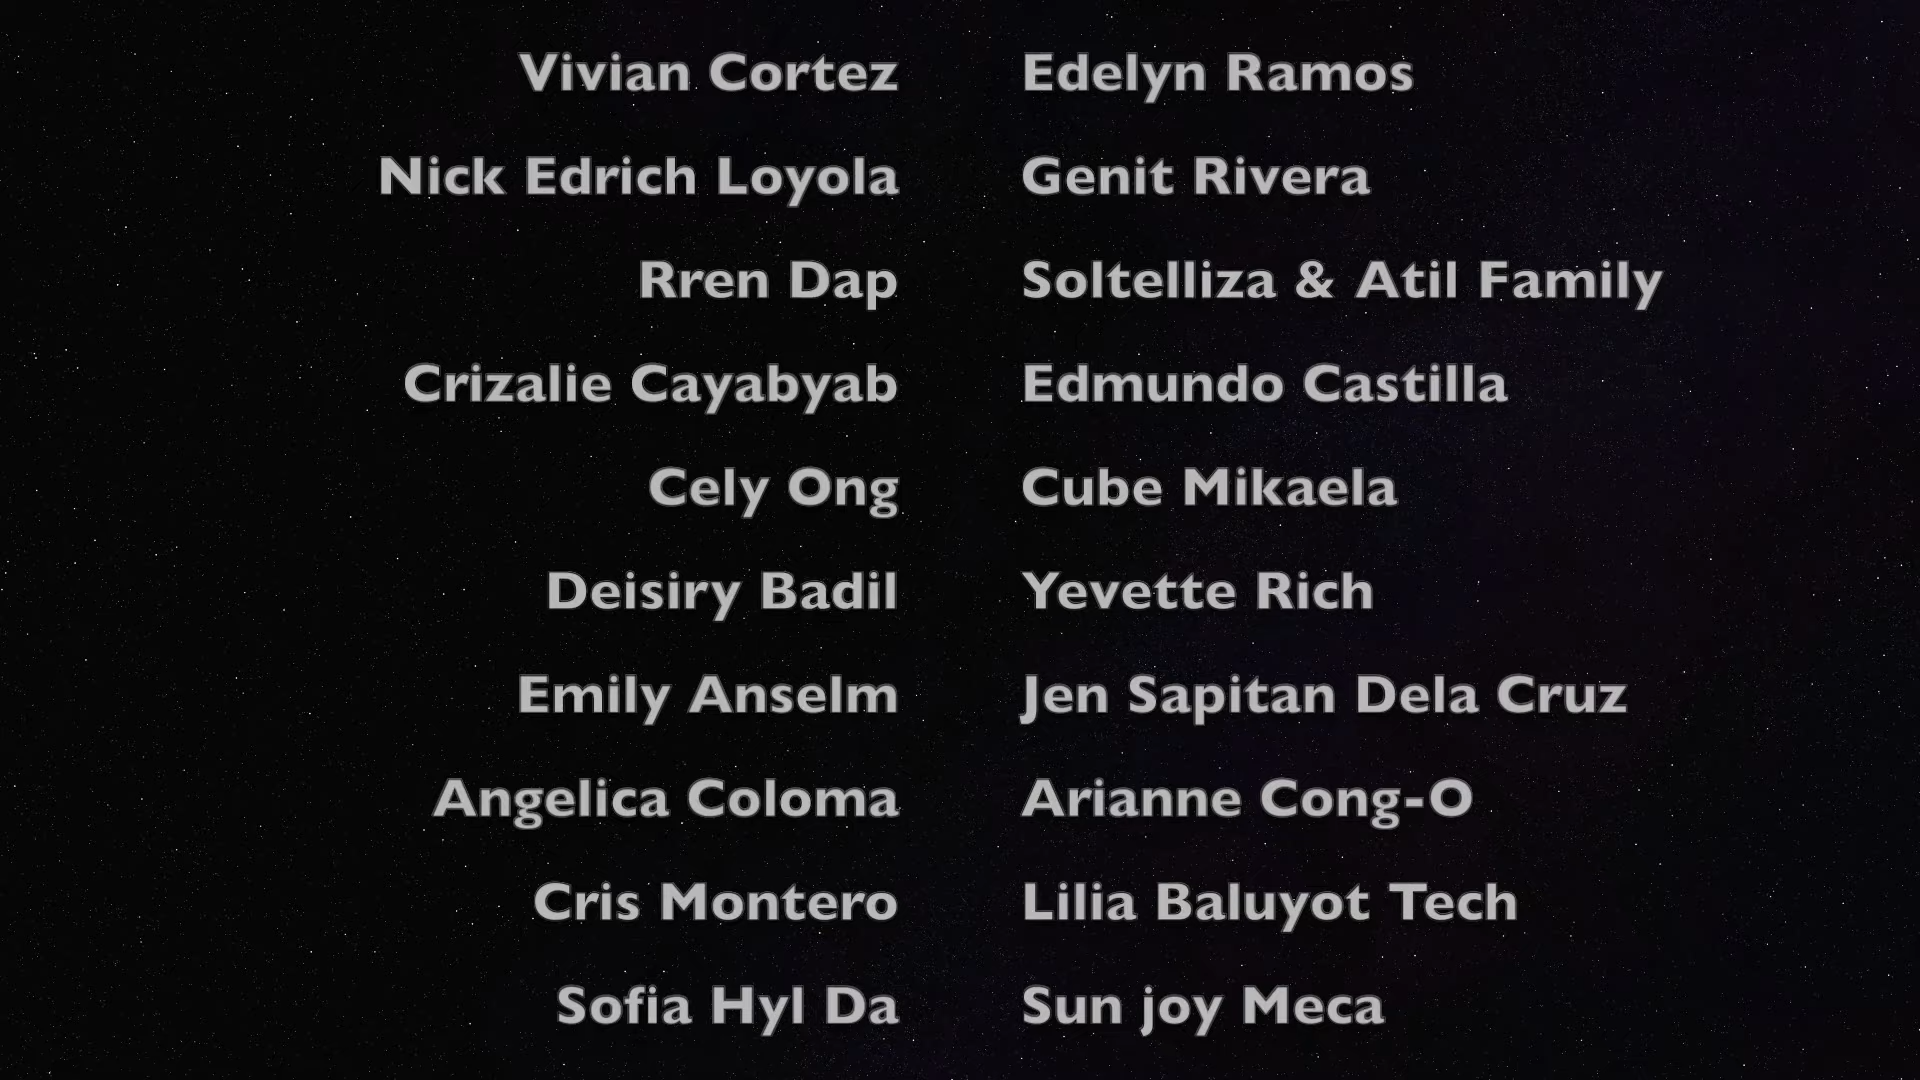 Vivian Cortez Edelyn Ramos
Nick Edrich Loyola Genit Rivera
Rren Dap Soltelliza & Atil Family
Crizalie Cayabyab Edmundo Castilla
Cely Ong Cube Mikaela
Deisiry Badil Yevette Rich
Emily Anselm Jen Sapitan Dela Cruz
Angelica Coloma Arianne Cong-O
Cris Montero Lilia Baluyot Tech
Sofia Hyl Da Sun joy Meca